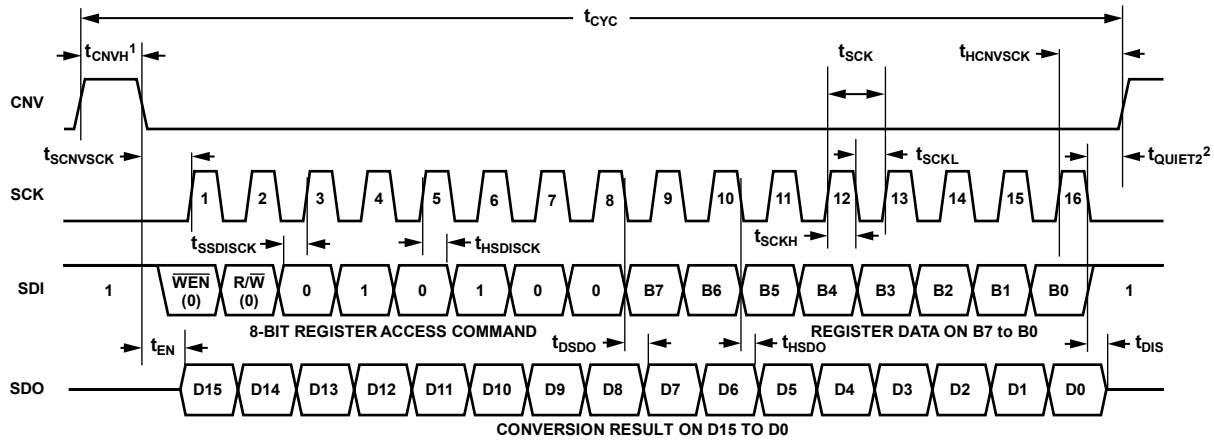 tCYC
tCNVH1
tSCK
tHCNVSCK
CNV
tSCNVSCK
tSCKL
tQUIET2 2
SCK
1 2 3 4 5 6 7 8 9 10 11 12 13 14 15 16
tSSDISCK
tHSDISCK
tSCKH
SDI
1 WEN (0) R/W (0) 0 1 0 1 0 0 B7 B6 B5 B4 B3 B2 B1 B0 1
8-BIT REGISTER ACCESS COMMAND
REGISTER DATA ON B7 to B0
tEN
tDSDO
tHSDO
tDIS
SDO
D15 D14 D13 D12 D11 D10 D9 D8 D7 D6 D5 D4 D3 D2 D1 D0
CONVERSION RESULT ON D15 TO D0